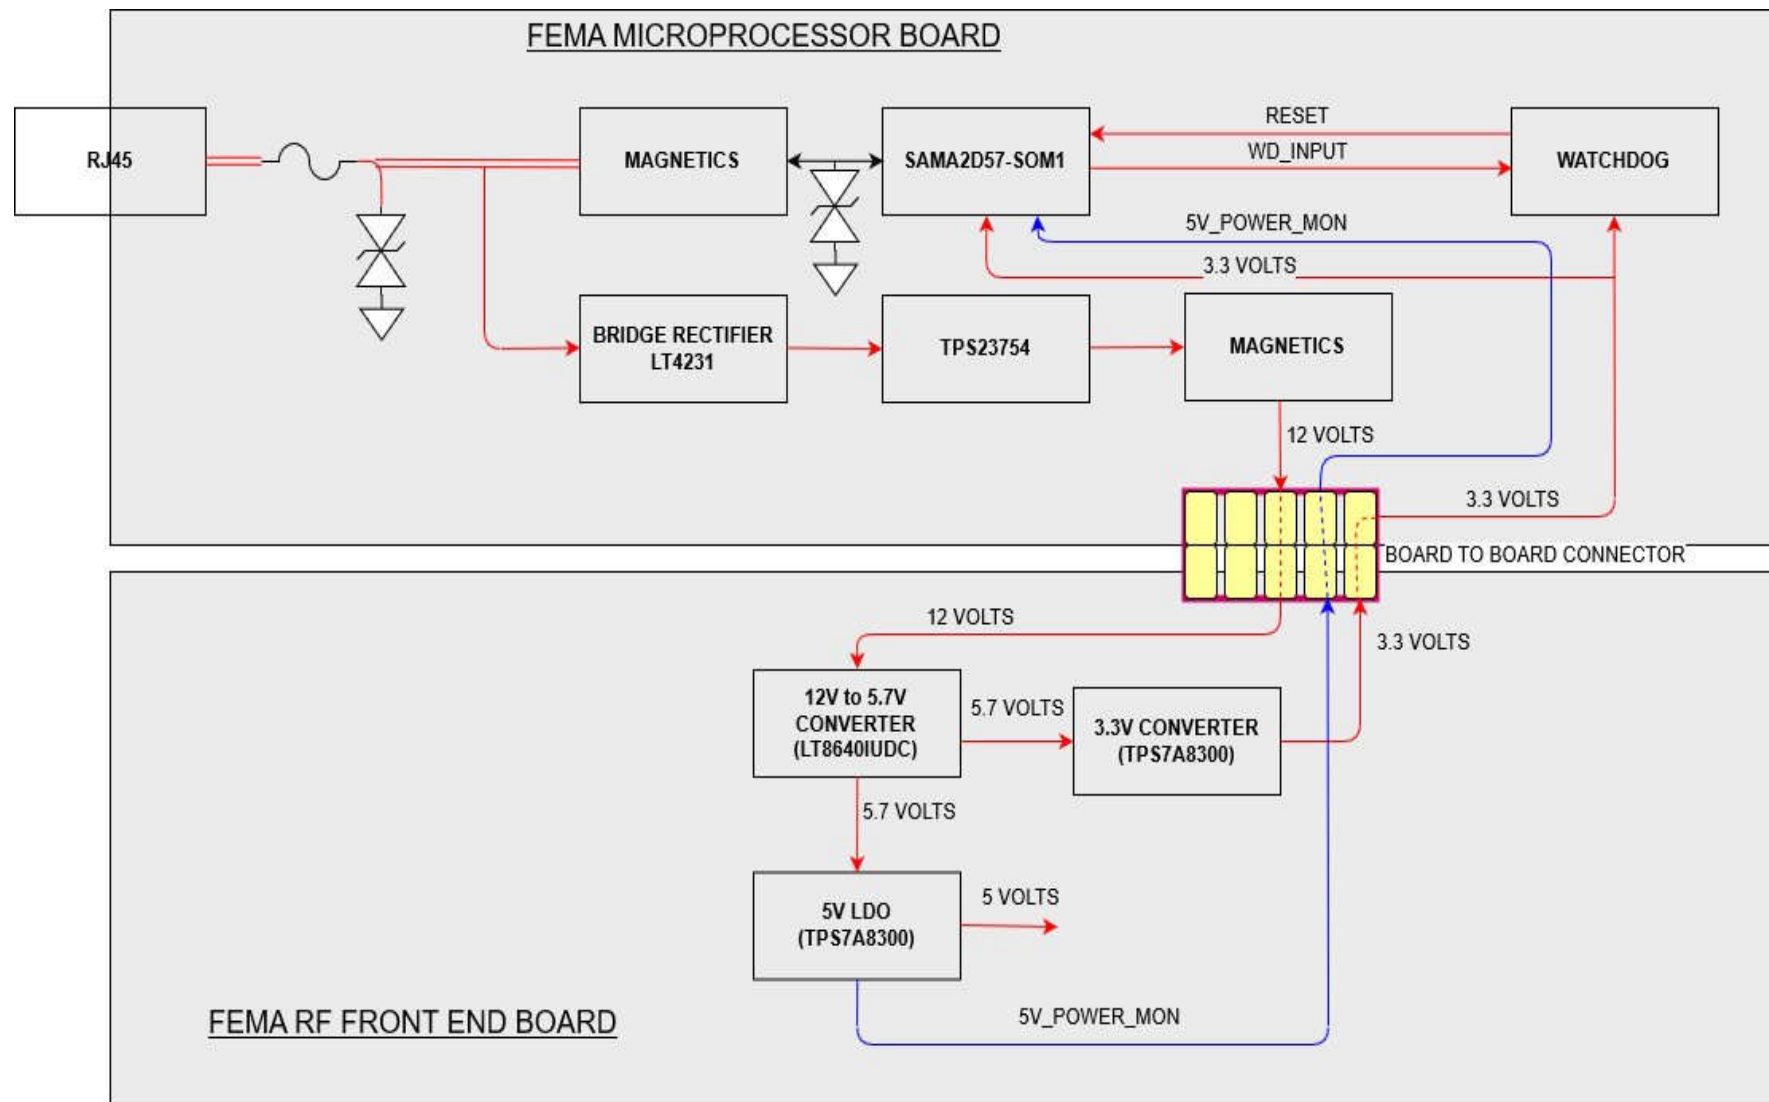 FEMA MICROPROCESSOR BOARD
RJ45
MAGNETICS
SAMA2D57-SOM1
RESET
WD_INPUT
WATCHDOG
5V_POWER_MON
3.3 VOLTS
BRIDGE RECTIFIER
LT4231
TPS23754
MAGNETICS
12 VOLTS
3.3 VOLTS
BOARD TO BOARD CONNECTOR
12 VOLTS
3.3 VOLTS
12V to 5.7V
CONVERTER
(LT8640IUDC)
5.7 VOLTS
3.3V CONVERTER
(TPS7A8300)
5.7 VOLTS
5V LDO
(TPS7A8300)
5 VOLTS
5V_POWER_MON
FEMA RF FRONT END BOARD